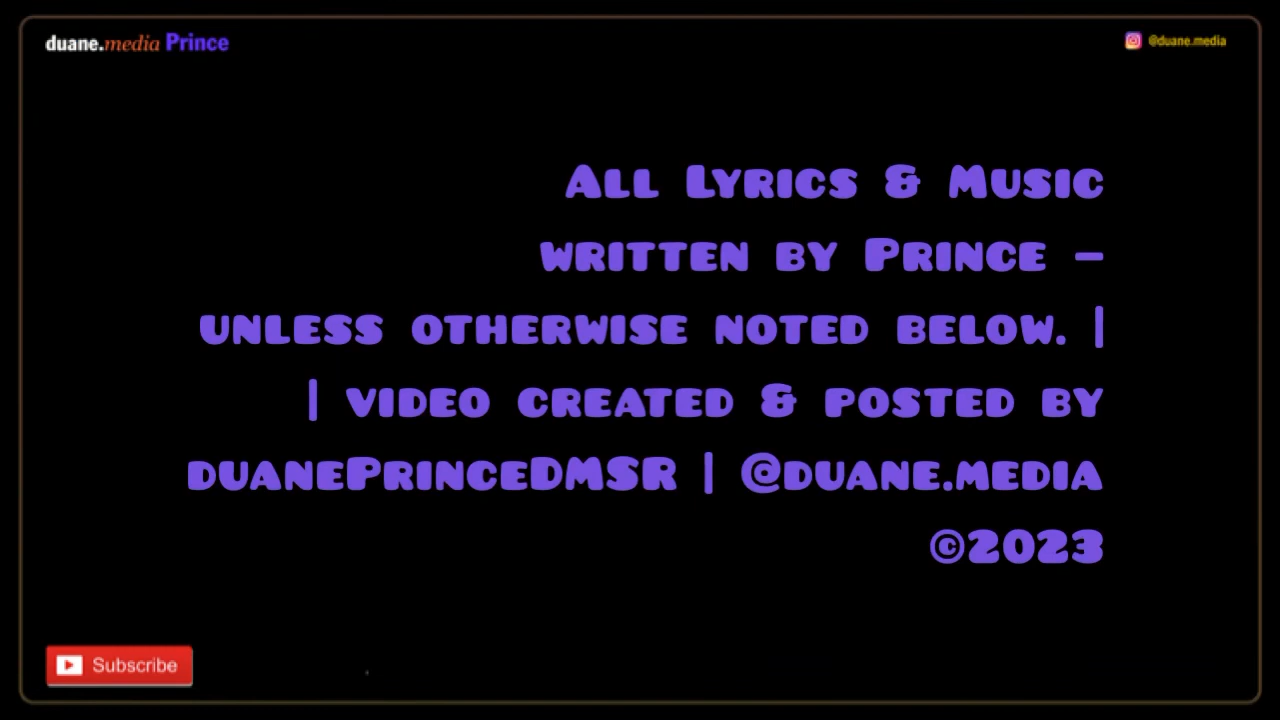 duane.media Prince
@duane.media
All Lyrics & Music
written by Prince –
unless otherwise noted below. |
| video created & posted by
duanePrinceDMSR | @duane.media
©2023
Subscribe